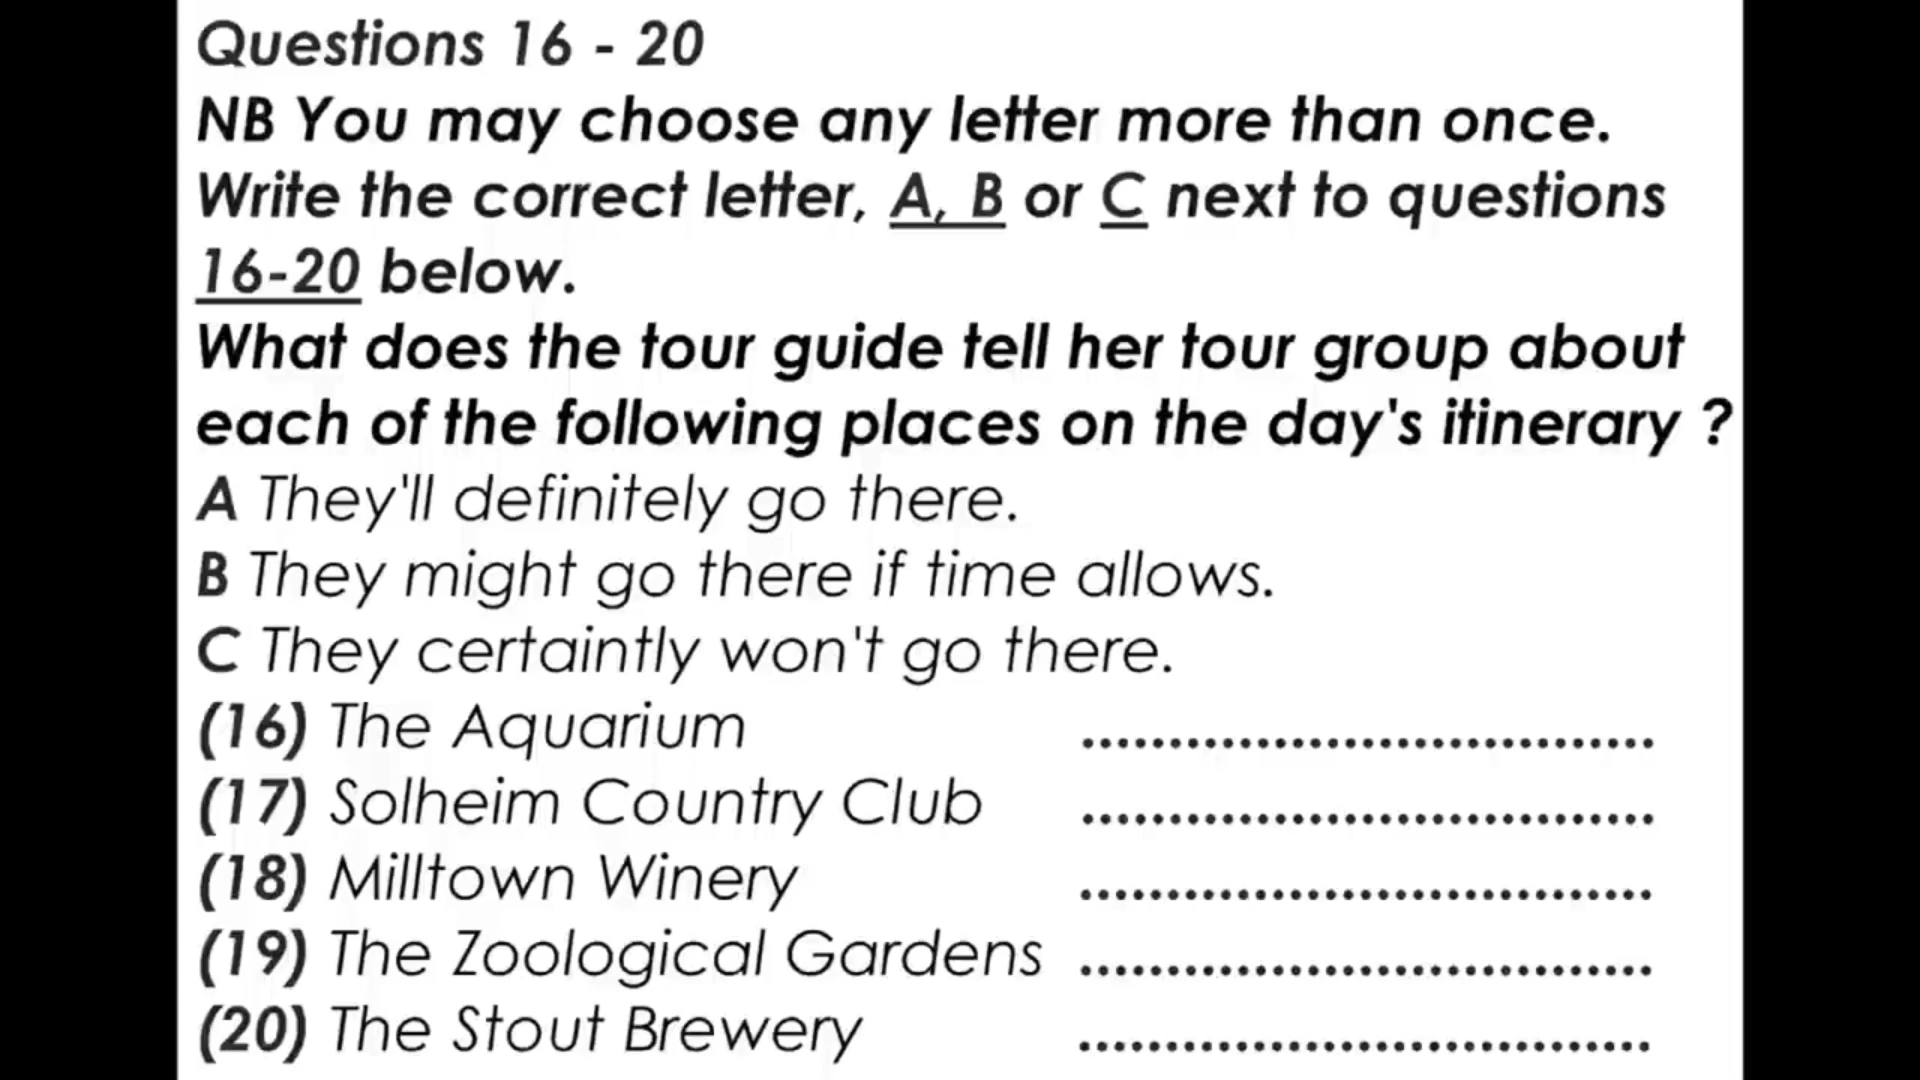 Questions 16 - 20
NB You may choose any letter more than once.
Write the correct letter, A, B or C next to questions
16-20 below.
What does the tour guide tell her tour group about
each of the following places on the day's itinerary ?
A They'll definitely go there.
B They might go there if time allows.
C They certaintly won't go there.
(16) The Aquarium .................................
(17) Solheim Country Club .................................
(18) Milltown Winery .................................
(19) The Zoological Gardens .................................
(20) The Stout Brewery .................................